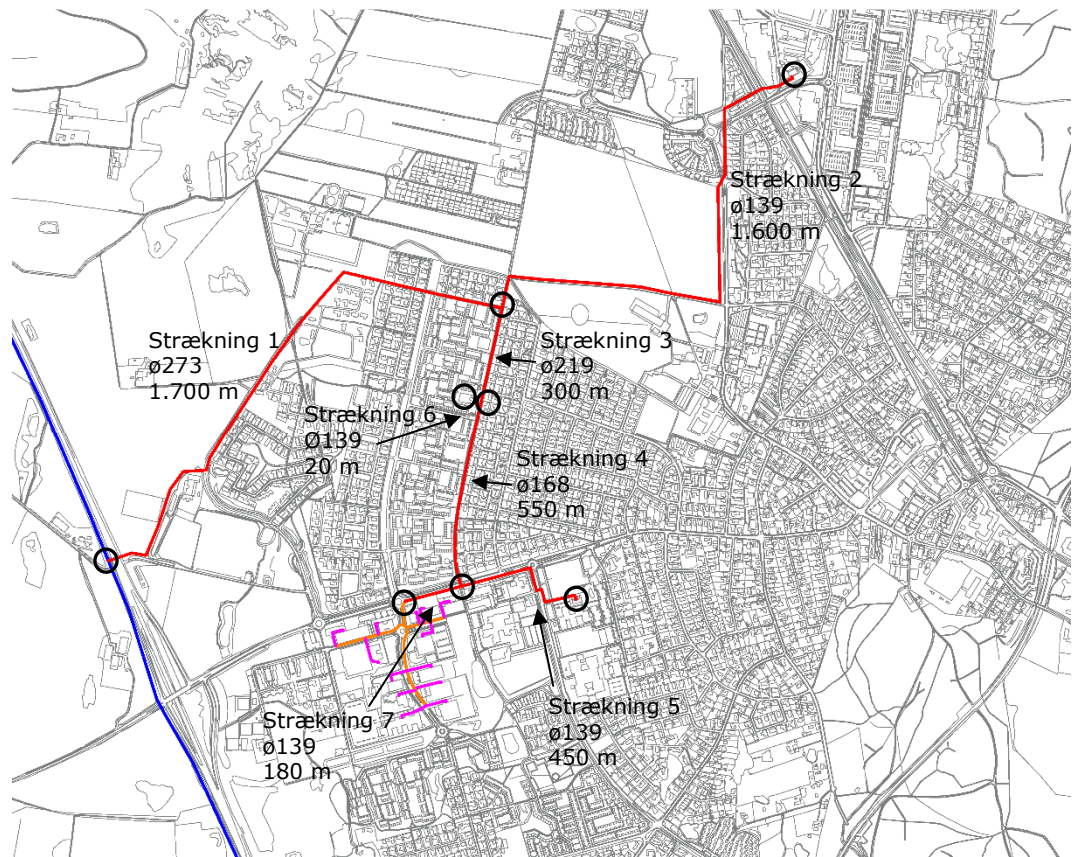 Strækning 2
ø139
1.600 m
Strækning 1
ø273
1.700 m
Strækning 3
ø219
300 m
Strækning 6
Ø139
20 m
Strækning 4
ø168
550 m
Strækning 7
ø139
180 m
Strækning 5
ø139
450 m